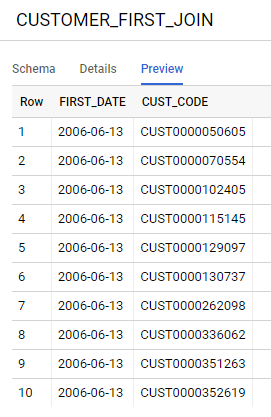 CUSTOMER_FIRST_JOIN
Schema Details Preview
Row FIRST_DATE CUST_CODE
1 2006-06-13 CUST0000050605
2 2006-06-13 CUST0000070554
3 2006-06-13 CUST0000102405
4 2006-06-13 CUST0000115145
5 2006-06-13 CUST0000129097
6 2006-06-13 CUST0000130737
7 2006-06-13 CUST0000262098
8 2006-06-13 CUST0000336062
9 2006-06-13 CUST0000351263
10 2006-06-13 CUST0000352619